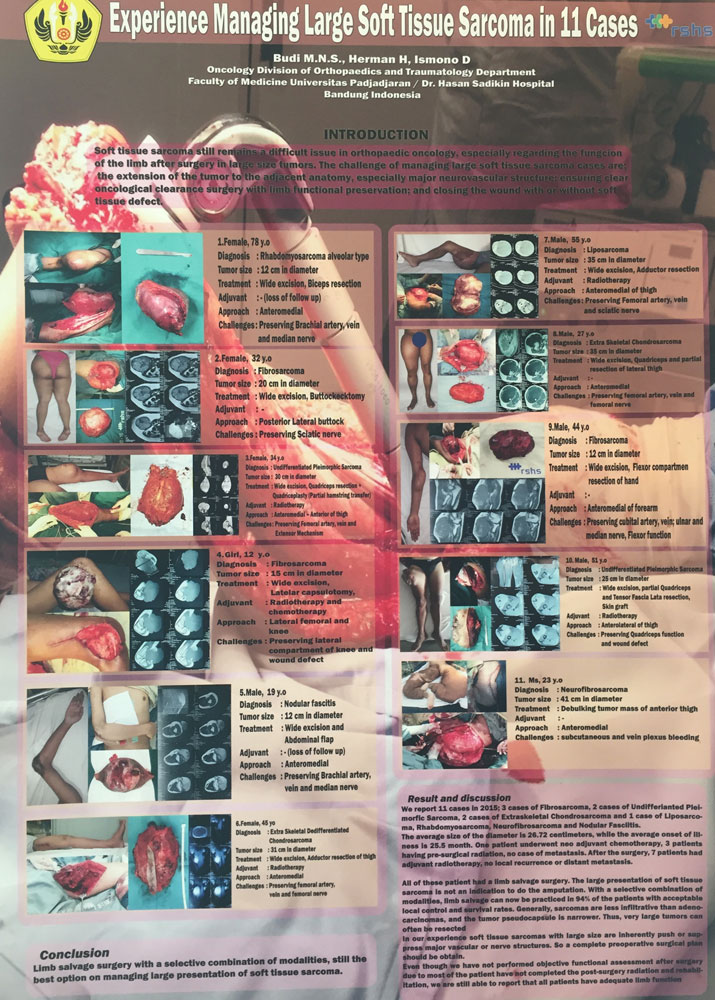 Experience Managing Large Soft Tissue Sarcoma in 11 Cases
rshs
Budi M.N.S., Herman H, Ismono D
Oncology Division of Orthopaedics and Traumatology Department
Faculty of Medicine Universitas Padjadjaran / Dr. Hasan Sadikin Hospital
Bandung Indonesia
INTRODUCTION
Soft tissue sarcoma still remains a difficult issue in orthopaedic oncology, especially regarding the fungcion
of the limb after surgery in large size tumors. The challenge of managing large soft tissue sarcoma cases are:
the extension of the tumor to the adjacent anatomy, especially major neurovascular structure; ensuring clear
oncological clearance surgery with limb functional preservation; and closing the wound with or without soft
tissue defect.
1.Female, 78 y.o
Diagnosis : Rhabdomyosarcoma alveolar type
Tumor size : 12 cm in diameter
Treatment : Wide excision, Biceps resection
Adjuvant : - (loss of follow up)
Approach : Anteromedial
Challenges : Preserving Brachial artery, vein
and median nerve
2.Female, 32 y.o
Diagnosis : Fibrosarcoma
Tumor size : 20 cm in diameter
Treatment : Wide excision, Buttockectomy
Adjuvant : -
Approach : Posterior Lateral buttock
Challenges : Preserving Sciatic nerve
3.Female, 34 y.o
Diagnosis : Undifferentiated Pleimorphic Sarcoma
Tumor size : 30 cm in diameter
Treatment : Wide excision, Quadriceps resection +
Quadriceplasty (Partial hamstring transfer)
Adjuvant : Radiotherapy
Approach : Anteromedial + Anterior of thigh
Challenges : Preserving Femoral artery, vein and
Extensor Mechanism
4.Girl, 12 y.o
Diagnosis : Fibrosarcoma
Tumor size : 15 cm in diameter
Treatment : Wide excision,
Latelar capsulotomy,
Adjuvant : Radiotherapy and
chemotherapy
Approach : Lateral femoral and
knee
Challenges : Preserving lateral
compartment of knee and
wound defect
5.Male, 19 y.o
Diagnosis : Nodular fascitis
Tumor size : 12 cm in diameter
Treatment : Wide excision and
Abdominal flap
Adjuvant : - (loss of follow up)
Approach : Anteromedial
Challenges : Preserving Brachial artery,
vein and median nerve
6.Female, 45 yo
Diagnosis : Extra Skeletal Dedifferentiated
Chondrosarcoma
Tumor size : 31 cm in diameter
Treatment : Wide excision, Adductor resection of thigh
Adjuvant : Radiotherapy
Approach : Anteromedial
Challenges : Preserving femoral artery,
vein and femoral nerve
Conclusion
Limb salvage surgery with a selective combination of modalities, still the
best option on managing large presentation of soft tissue sarcoma.
7.Male, 55 y.o
Diagnosis : Liposarcoma
Tumor size : 35 cm in diameter
Treatment : Wide excision, Adductor resection
Adjuvant : Radiotherapy
Approach : Anteromedial of thigh
Challenges : Preserving Femoral artery, vein
and sciatic nerve
8.Male, 27 y.o
Diagnosis : Extra Skeletal Chondrosarcoma
Tumor size : 35 cm in diameter
Treatment : Wide excision, Quadriceps and partial
resection of lateral thigh
Adjuvant : -
Approach : Anteromedial
Challenges : Preserving femoral artery, vein and
femoral nerve
rshs
9.Male, 44 y.o
Diagnosis : Fibrosarcoma
Tumor size : 12 cm in diameter
Treatment : Wide excision, Flexor compartmen
resection of hand
Adjuvant : -
Approach : Anteromedial of forearm
Challenges : Preserving cubital artery, vein; ulnar and
median nerve, Flexor function
10. Male, 51 y.o
Diagnosis : Undifferentiated Pleimorphic Sarcoma
Tumor size : 25 cm in diameter
Treatment : Wide excision, partial Quadriceps
and Tensor Fascia Lata resection,
Skin graft
Adjuvant : Radiotherapy
Approach : Anterolateral of thigh
Challenges : Preserving Quadriceps function
and wound defect
11. Ms, 23 y.o
Diagnosis : Neurofibrosarcoma
Tumor size : 41 cm in diameter
Treatment : Debulking tumor mass of anterior thigh
Adjuvant : -
Approach : Anteromedial
Challenges : subcutaneous and vein plexus bleeding
Result and discussion
We report 11 cases in 2015; 3 cases of Fibrosarcoma, 2 cases of Undifferianted Plei-
morfic Sarcoma, 2 cases of Extraskeletal Chondrosarcoma and 1 case of Liposarco-
ma, Rhabdomyosarcoma, Neurofibrosarcoma and Nodular Fascilitis.
The average size of the diameter is 26.72 centimeters, while the average onset of ill-
ness in 25.5 month. One patient underwent neo adjuvant chemotherapy, 3 patients
having pre-surgical radiation, no case of metastasis. After the surgery, 7 patients had
adjuvant radiotherapy, no local recurrence or distant metastasis.
All of these patient had a limb salvage surgery. The large presentation of soft tissue
sarcoma is not an indication to do the amputation. With a selective combination of
modalities, limb salvage can now be practiced in 94% of the patients with acceptable
local control and survival rates. Generally, sarcomas are less infiltrative than adeno-
carcinomas, and the tumor pseudocapsule is narrower. Thus, very large tumors can
often be resected
In our experience soft tissue sarcomas with large size are inherently push or sup-
press major vascular or nerve structures. So a complete preoperative surgical plan
should be obtain.
Even though we have not performed objective functional assessment after surgery
due to most of the patient have not completed the post-surgery radiation and rehabil-
itation, we are still able to report that all patients have adequate limb function